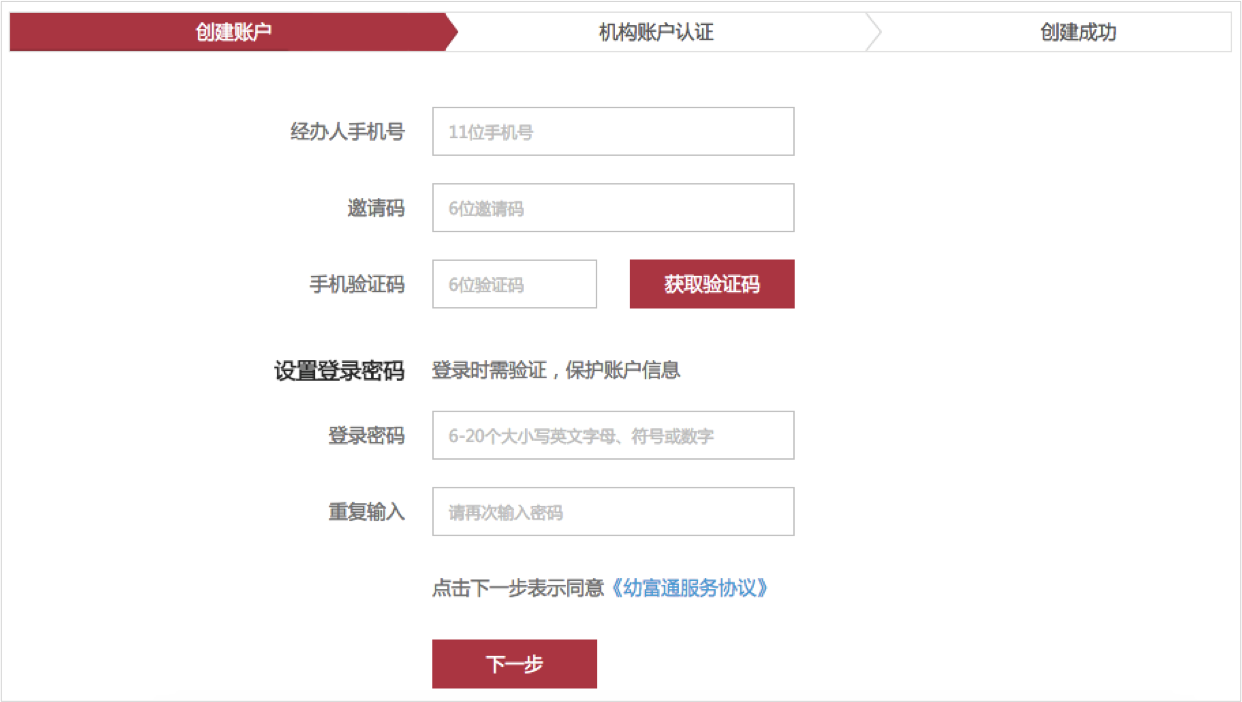 创建账户 机构账户认证 创建成功
经办人手机号 11位手机号
邀请码 6位邀请码
手机验证码 6位验证码 获取验证码
设置登录密码 登录时需验证，保护账户信息
登录密码 6-20个大小写英文字母、符号或数字
重复输入 请再次输入密码
点击下一步表示同意《幼富通服务协议》
下一步